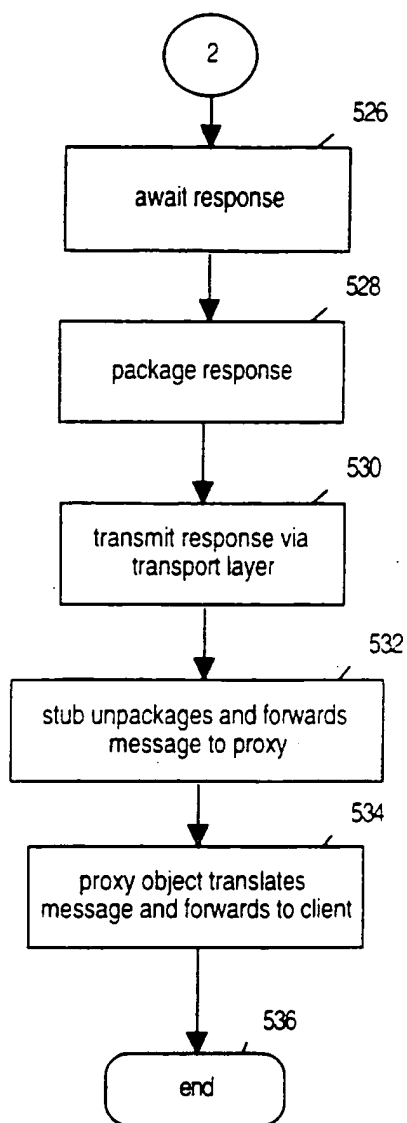 2
526
await response
528
package response
530
transmit response via
transport layer
532
stub unpackages and forwards
message to proxy
534
proxy object translates
message and forwards to client
536
end